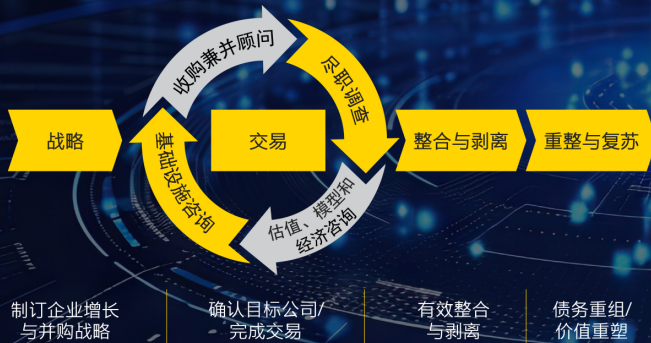 收购兼并顾问
尽职调查
战略
交易
整合与剥离
重整与复苏
基础设施咨询
估值、模型和
经济咨询
制订企业增长
与并购战略
确认目标公司/
完成交易
有效整合
与剥离
债务重组/
价值重塑